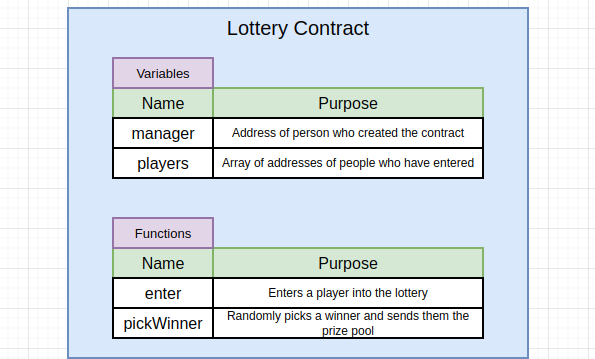 Lottery Contract
Variables
Name Purpose
manager Address of person who created the contract
players Array of addresses of people who have entered
Functions
Name Purpose
enter Enters a player into the lottery
pickWinner Randomly picks a winner and sends them the
prize pool